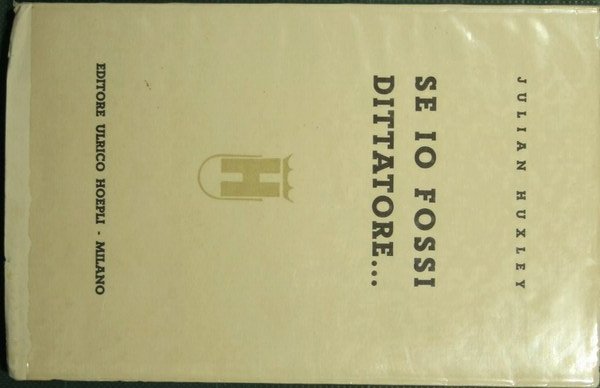 JULIAN HUXLEY
SE IO FOSSI
DITTATORE...
H
EDITORE ULRICO HOEPLI - MILANO